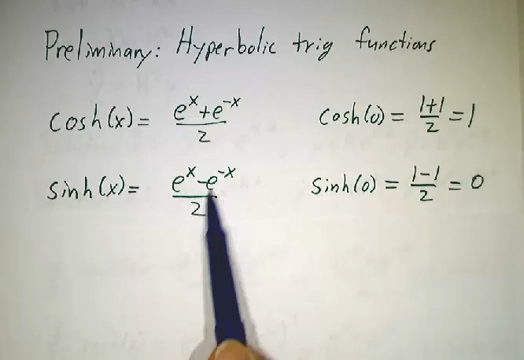 Preliminary: Hyperbolic trig functions
cosh(x) = (e^x + e^-x)/2
cosh(0) = (1+1)/2 = 1
sinh(x) = (e^x - e^-x)/2
sinh(0) = (1-1)/2 = 0